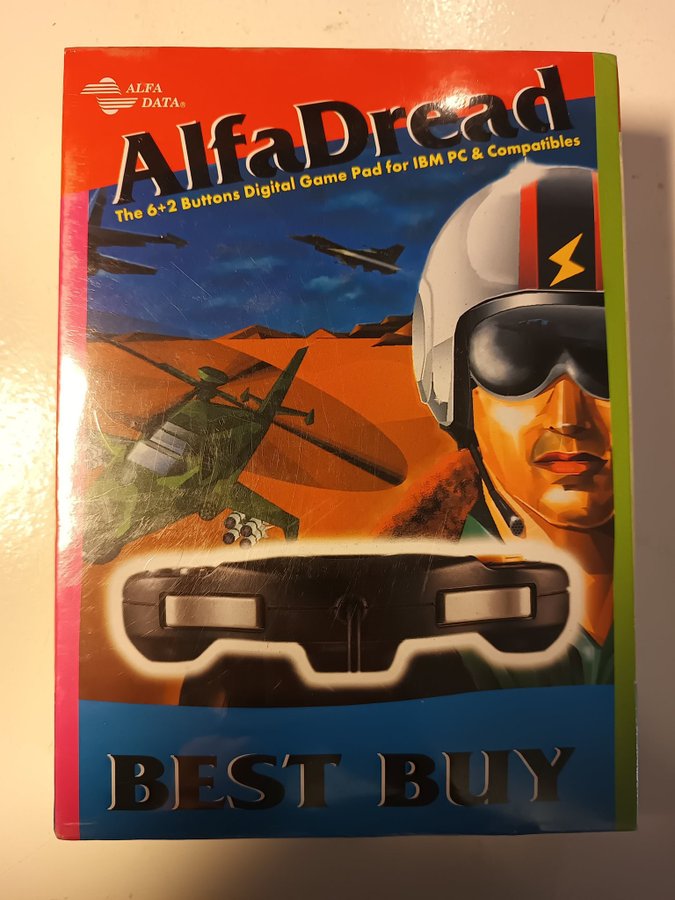 ALFA
DATA®
AlfaDread
The 6+2 Buttons Digital Game Pad for IBM PC & Compatibles
BEST BUY